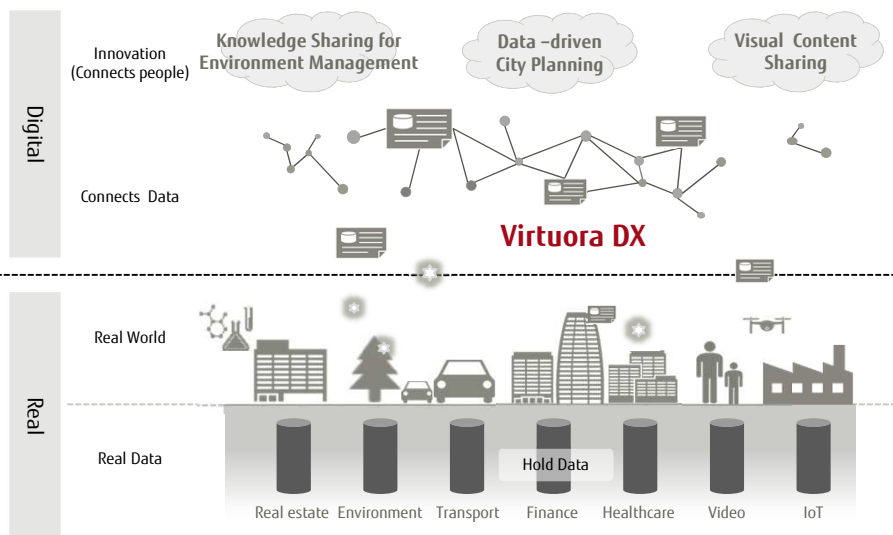 Digital
Innovation
(Connects people)
Knowledge Sharing for
Environment Management
Data –driven
City Planning
Visual Content
Sharing
Connects Data
Virtuora DX
Real
Real World
Real Data
Hold Data
Real estate
Environment
Transport
Finance
Healthcare
Video
IoT